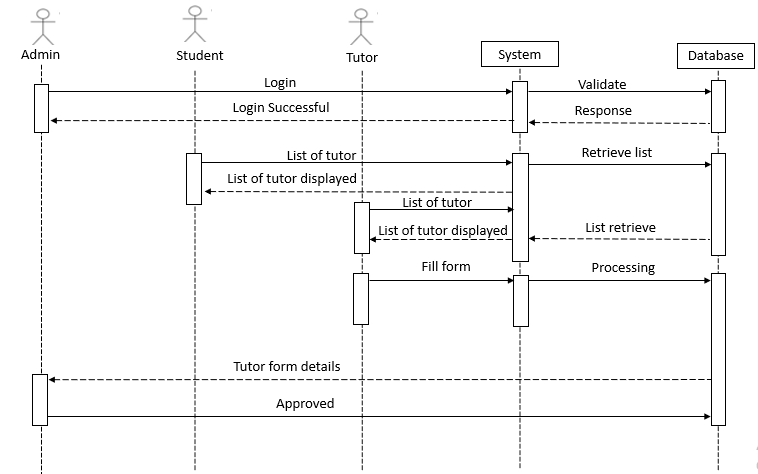 Admin
Student
Tutor
System
Database
Login
Validate
Login Successful
Response
List of tutor
Retrieve list
List of tutor displayed
List of tutor
List of tutor displayed
List retrieve
Fill form
Processing
Tutor form details
Approved